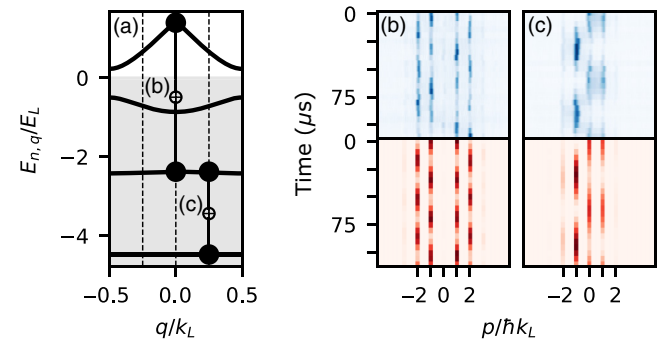 (a)
(b)
(c)
E_{n, q}/E_L
0
−2
−4
−0.5
0.0
0.5
q/k_L
(b)
(c)
Time (μs)
0
75
0
75
−2
0
2
−2
0
2
p/ħk_L